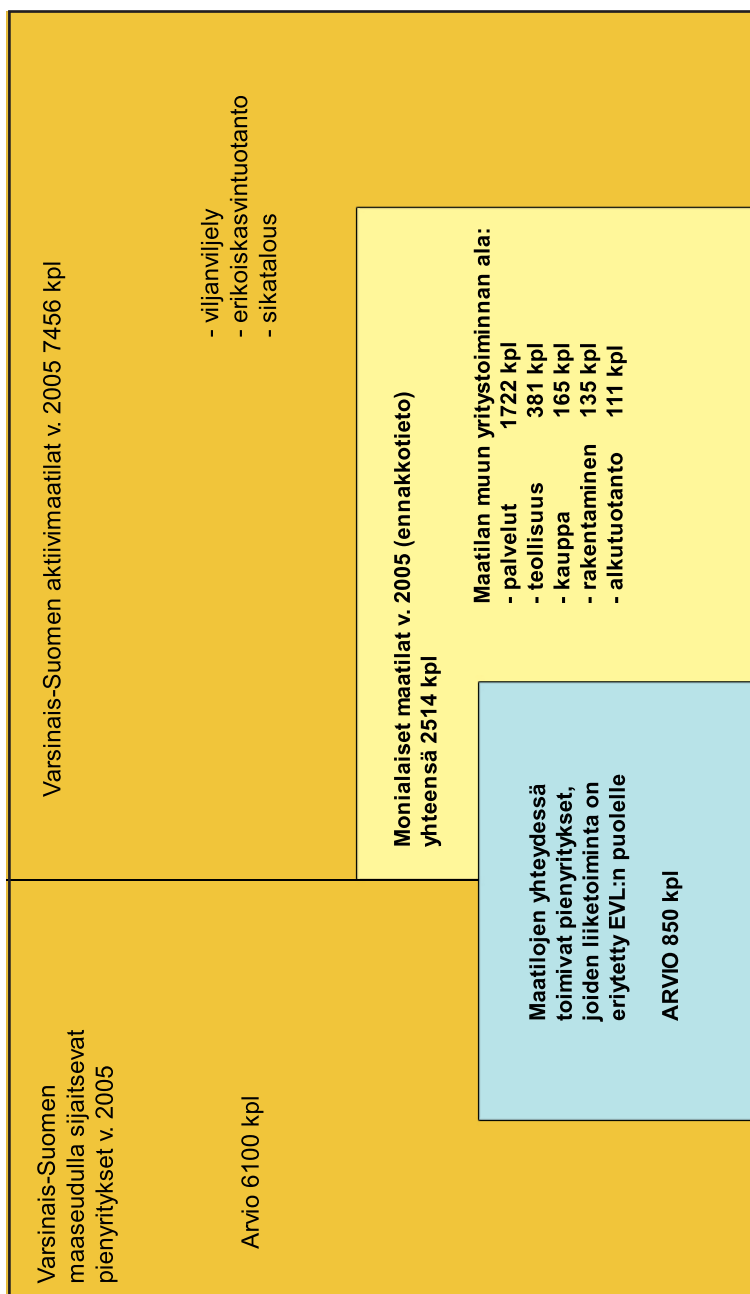 Varsinais-Suomen
maaseudulla sijaitsevat
pienyritykset v. 2005
Arvio 6100 kpl
Varsinais-Suomen aktiivimaatilat v. 2005 7456 kpl
- viljanviljely
- erikoiskasvintuotanto
- sikatalous
Monialaiset maatilat v. 2005 (ennakkotieto)
yhteensä 2514 kpl
Maatilan muun yritystoiminnan ala:
- palvelut 1722 kpl
- teollisuus 381 kpl
- kauppa 165 kpl
- rakentaminen 135 kpl
- alkutuotanto 111 kpl
Maatilojen yhteydessä
toimivat pienyritykset,
joiden liiketoiminta on
eriytetty EVL:n puolelle
ARVIO 850 kpl